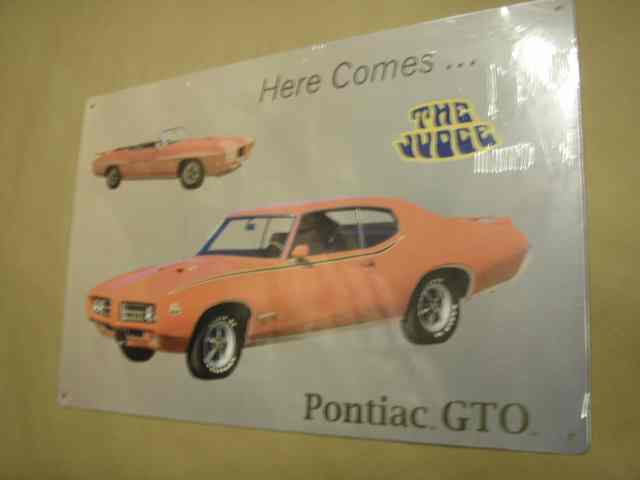 Here Comes ...
THE
JUDGE
Pontiac GTO